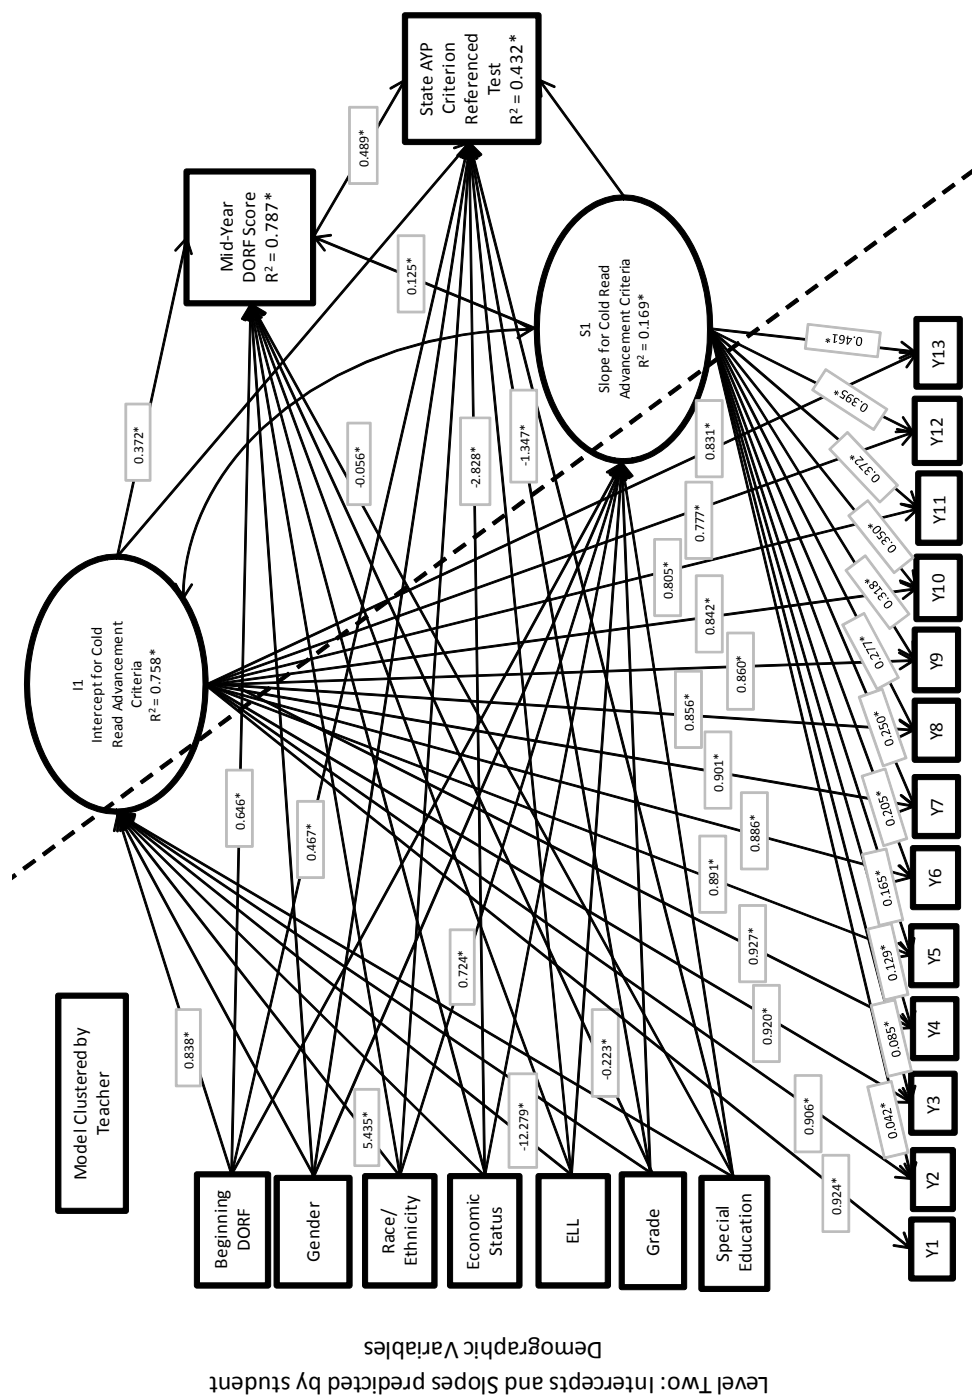 Model Clustered by
Teacher
I1
Intercept for Cold
Read Advancement
Criteria
R² = 0.758*
Mid-Year
DORF Score
R² = 0.787*
State AYP
Criterion
Referenced
Test
R² = 0.432*
S1
Slope for Cold Read
Advancement Criteria
R² = 0.169*
Beginning
DORF
Gender
Race/
Ethnicity
Economic
Status
ELL
Grade
Special
Education
0.838*
5.435*
-12.279*
0.646*
0.467*
0.724*
-0.223*
0.372*
-0.056*
-2.828*
-1.347*
0.125*
0.489*
0.924*
0.906*
0.920*
0.927*
0.891*
0.886*
0.901*
0.856*
0.860*
0.842*
0.805*
0.777*
0.831*
0.042*
0.085*
0.129*
0.165*
0.205*
0.250*
0.277*
0.318*
0.350*
0.372*
0.395*
0.461*
Y1
Y2
Y3
Y4
Y5
Y6
Y7
Y8
Y9
Y10
Y11
Y12
Y13
Level Two: Intercepts and Slopes predicted by student
Demographic Variables